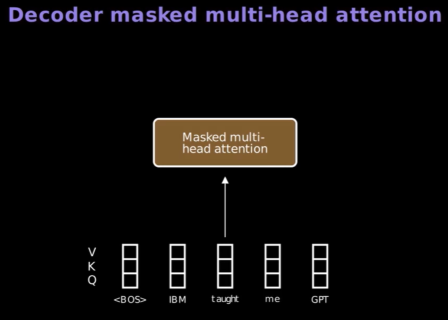 Decoder masked multi-head attention
Masked multi-
head attention
V
K
Q
<BOS> IBM taught me GPT